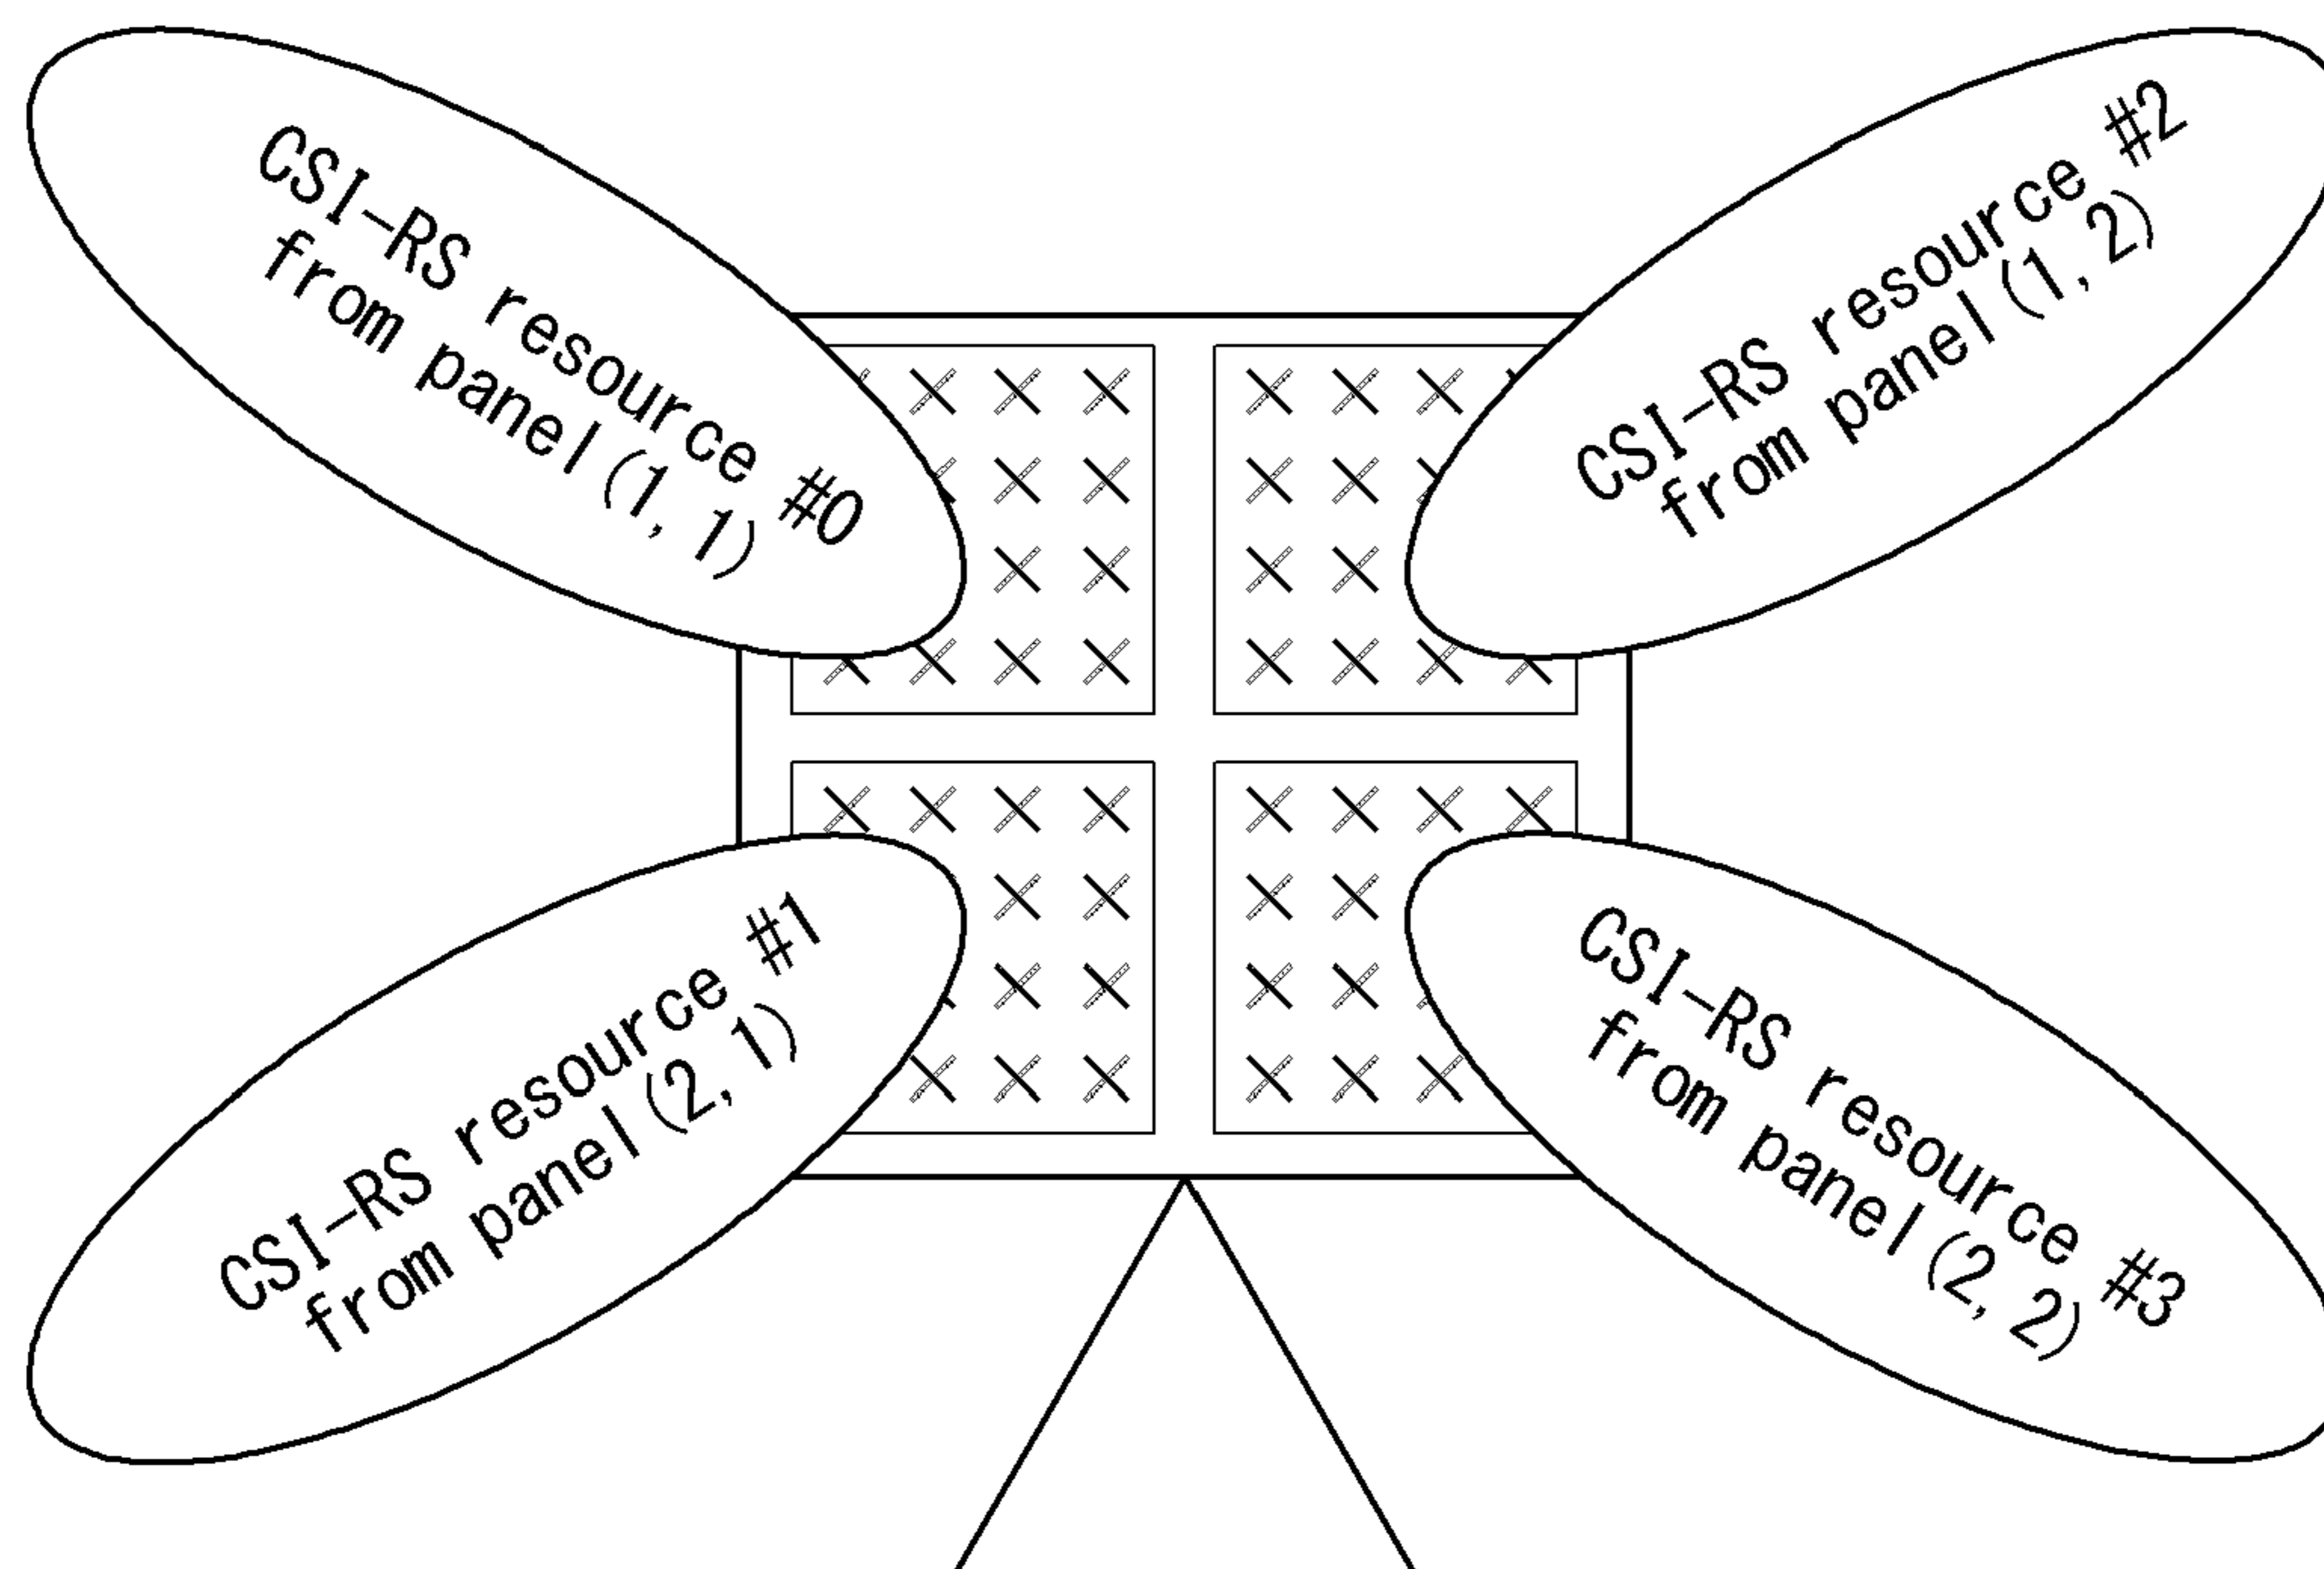 CSI-RS resource #0
from panel(1, 1)
CSI-RS resource #2
from panel(1, 2)
CSI-RS resource #1
from panel(2, 1)
CSI-RS resource #3
from panel(2, 2)